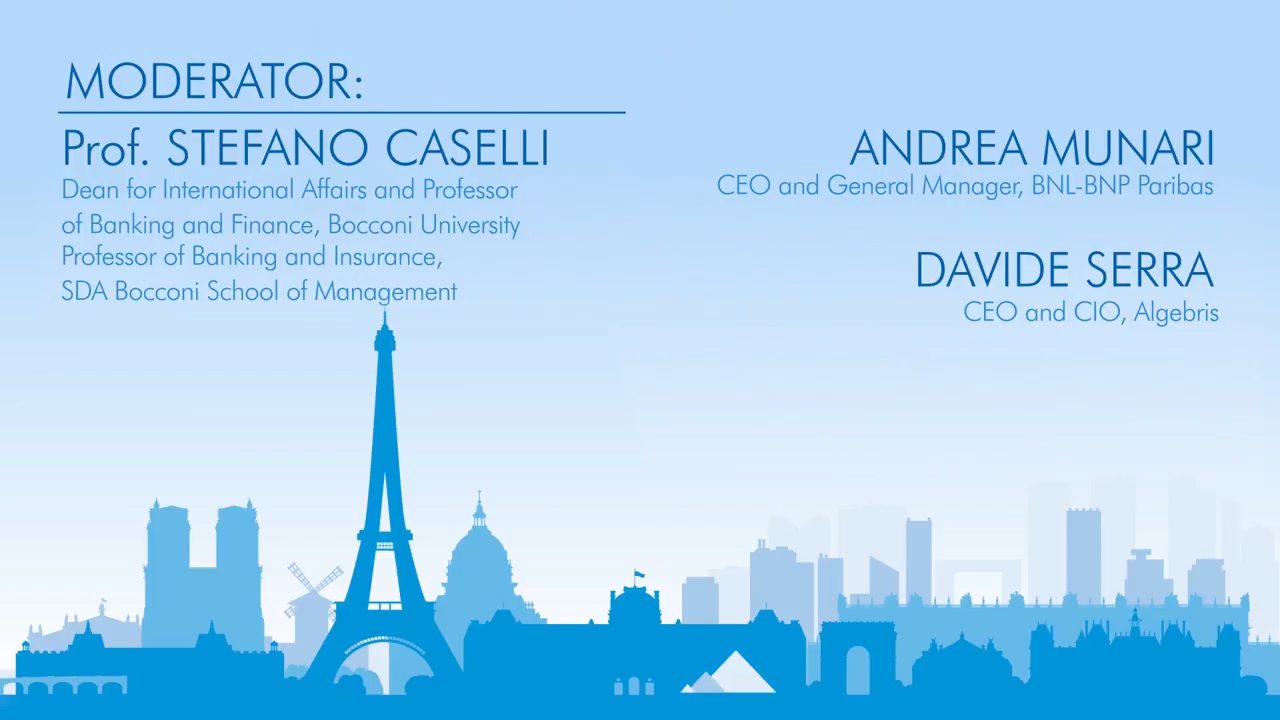 MODERATOR:
Prof. STEFANO CASELLI
Dean for International Affairs and Professor
of Banking and Finance, Bocconi University
Professor of Banking and Insurance,
SDA Bocconi School of Management
ANDREA MUNARI
CEO and General Manager, BNL-BNP Paribas
DAVIDE SERRA
CEO and CIO, Algebris